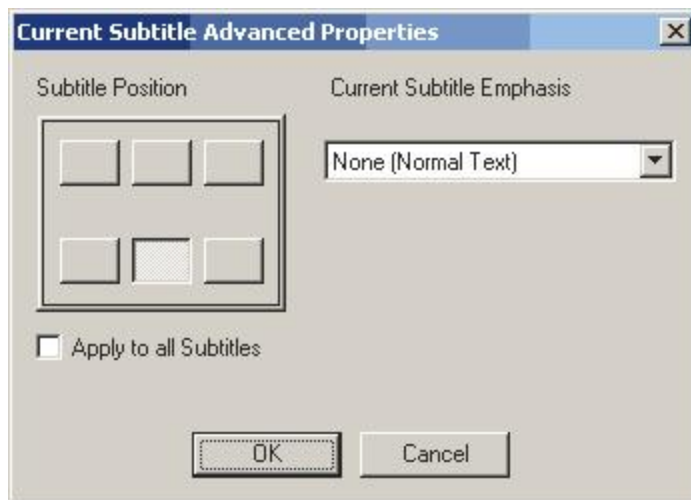 Current Subtitle Advanced Properties
Subtitle Position
Current Subtitle Emphasis
None (Normal Text)
Apply to all Subtitles
OK
Cancel